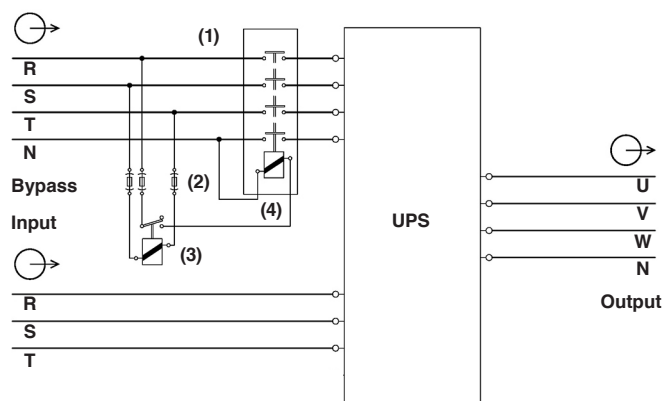 (1)
R
S
T
N
Bypass
(2)
Input
(4)
(3)
R
S
T
UPS
U
V
W
N
Output